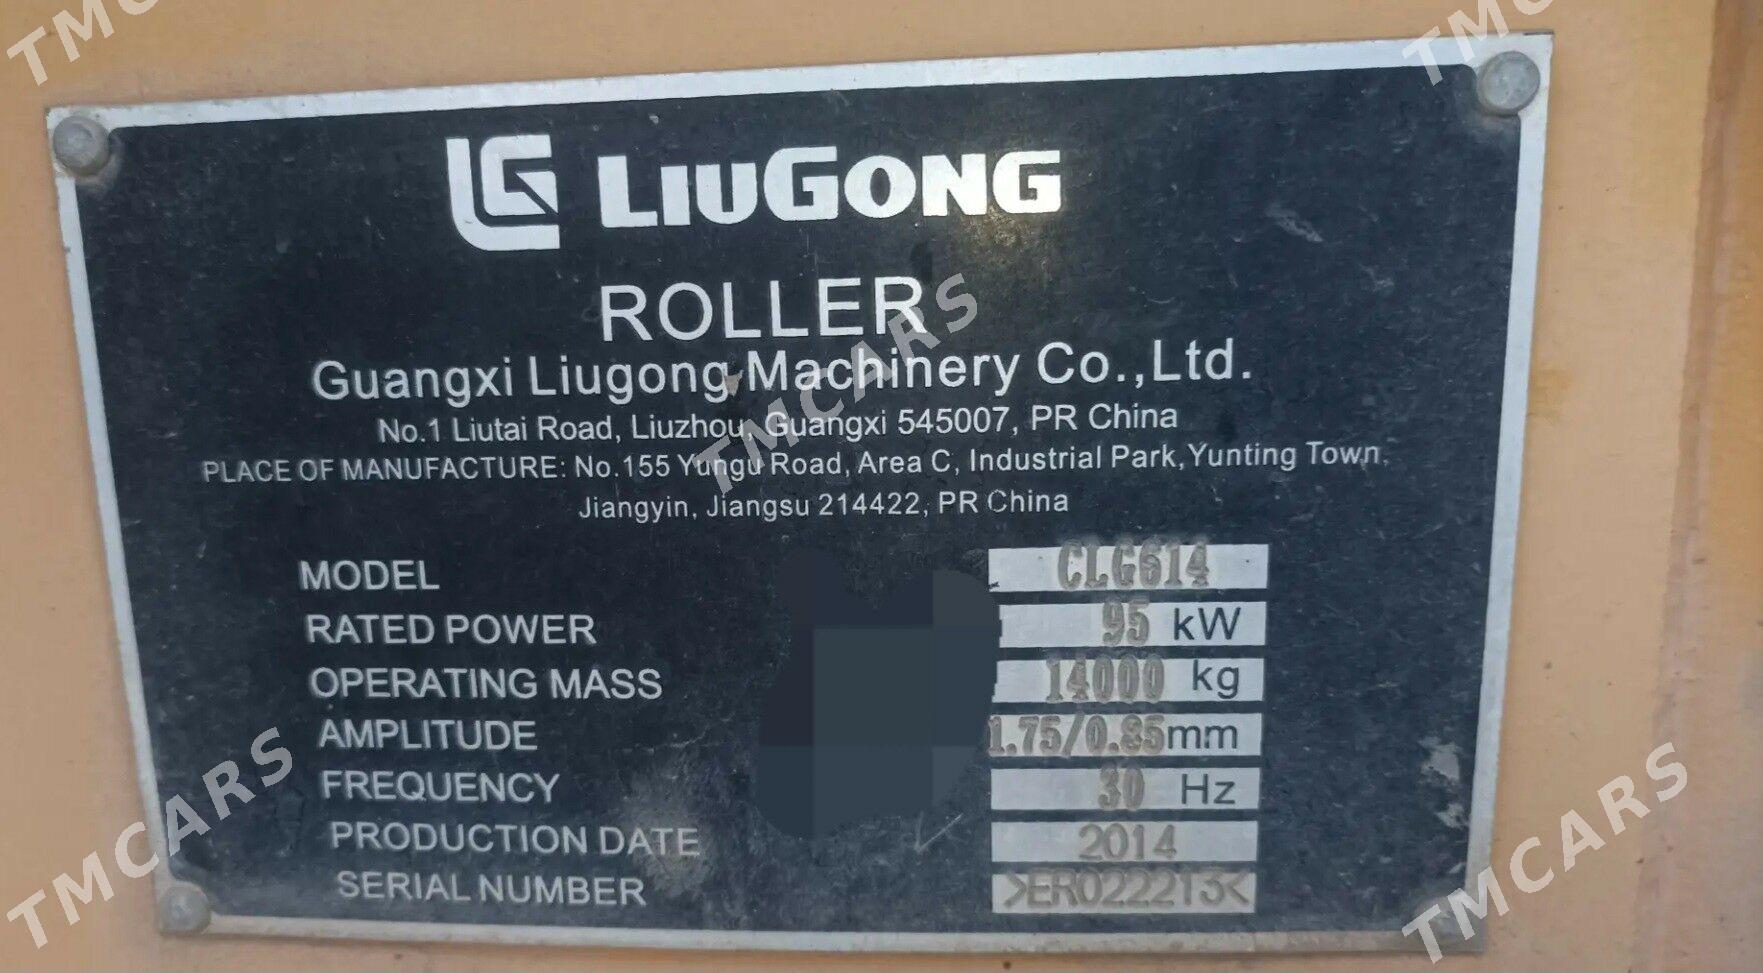 LG LIUGONG
ROLLER
Guangxi Liugong Machinery Co.,Ltd.
No.1 Liutai Road, Liuzhou, Guangxi 545007, PR China
PLACE OF MANUFACTURE: No.155 Yungu Road, Area C, Industrial Park, Yunting Town,
Jiangyin, Jiangsu 214422, PR China
MODEL CLG614
RATED POWER 95 kW
OPERATING MASS 14000 kg
AMPLITUDE 1.75/0.85mm
FREQUENCY 30 Hz
PRODUCTION DATE 2014
SERIAL NUMBER >ER022213<
TMCARS
TMCARS
TMCARS